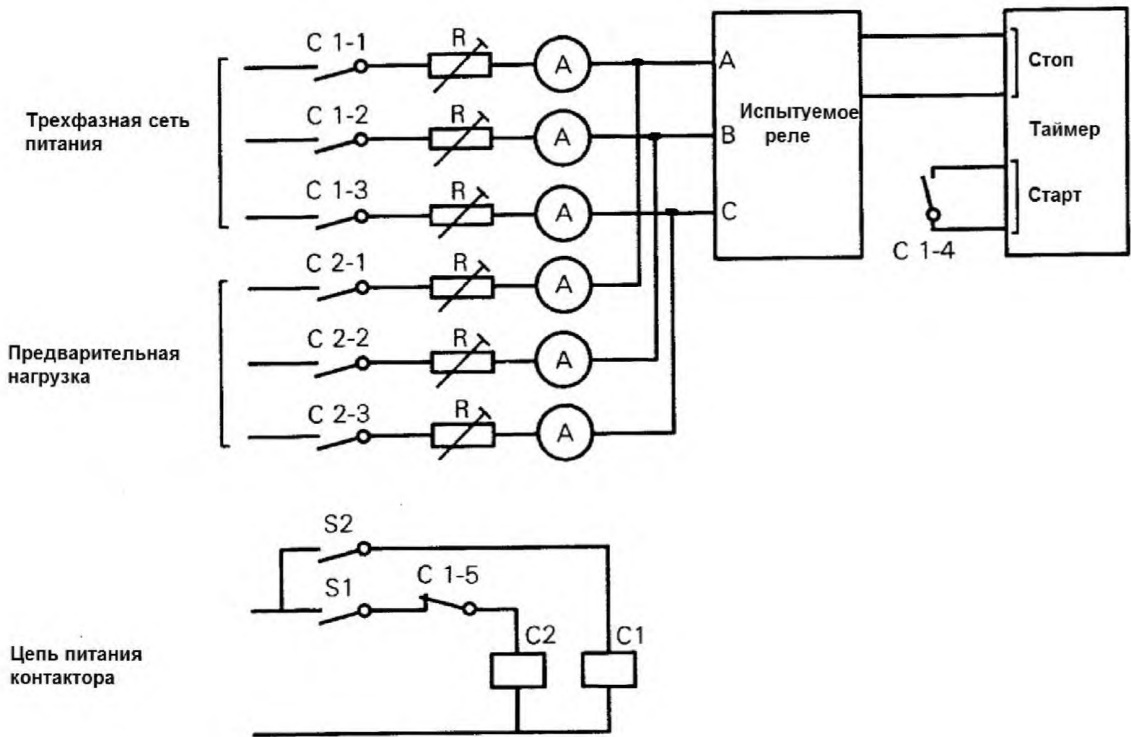 C 1-1
R
A
C 1-2
R
A
C 1-3
R
A
C 2-1
R
A
C 2-2
R
A
C 2-3
R
A
Трехфазная сеть
питания
Предварительная
нагрузка
A
B
C
Испытуемое
реле
Стоп
Таймер
Старт
C 1-4
S2
S1
C 1-5
C2
C1
Цепь питания
контактора